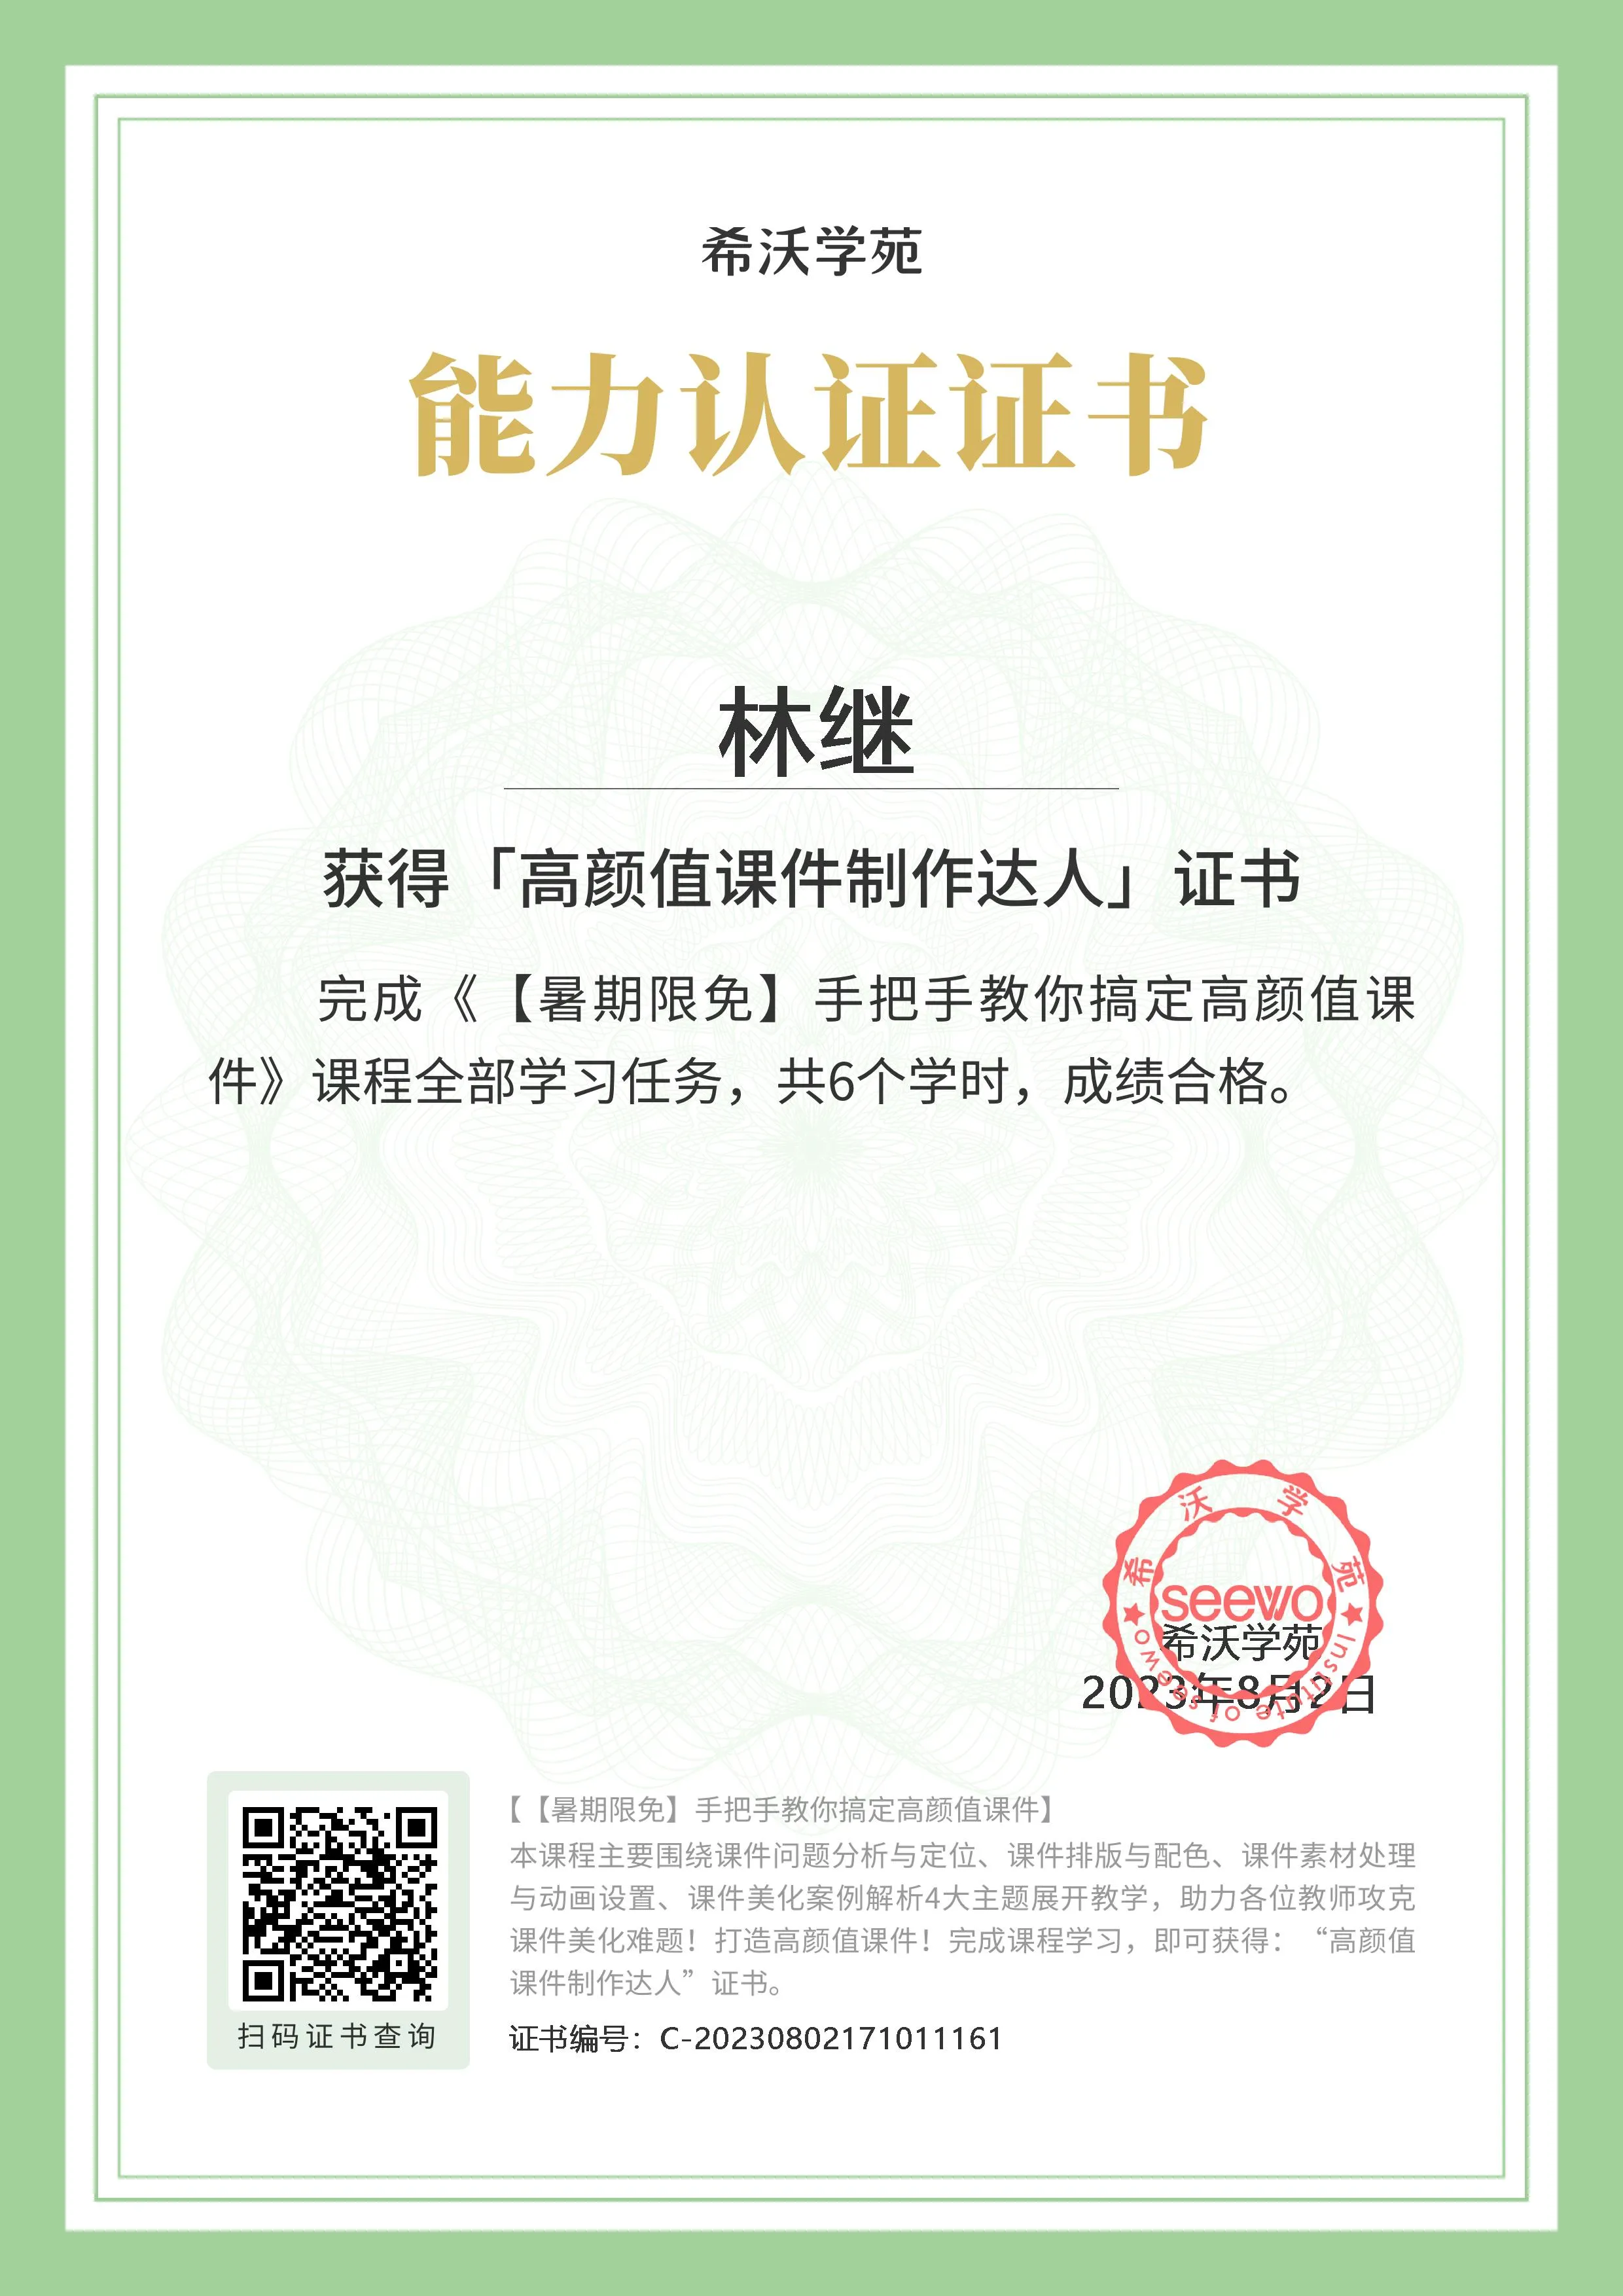 希沃学苑
能力认证证书
林继
获得「高颜值课件制作达人」证书
完成《【暑期限免】手把手教你搞定高颜值课
件》课程全部学习任务，共6个学时，成绩合格。
希沃学苑
seewo
Institute of seewo
希沃学苑
2023年8月2日
【【暑期限免】手把手教你搞定高颜值课件】
本课程主要围绕课件问题分析与定位、课件排版与配色、课件素材处理
与动画设置、课件美化案例解析4大主题展开教学，助力各位教师攻克
课件美化难题！打造高颜值课件！完成课程学习，即可获得：“高颜值
课件制作达人”证书。
扫码证书查询
证书编号：C-20230802171011161